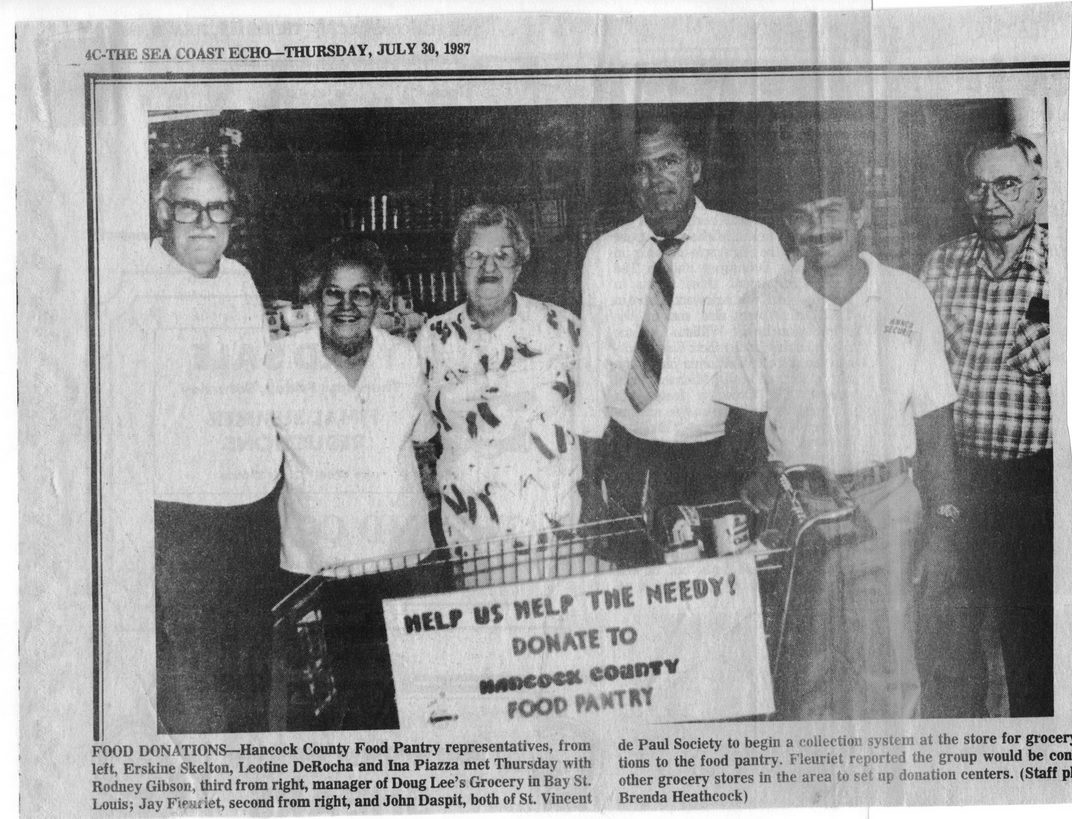 4C-THE SEA COAST ECHO—THURSDAY, JULY 30, 1987
HANCO
SECURI
HELP US HELP THE NEEDY!
DONATE TO
HANCOCK COUNTY
FOOD PANTRY
FOOD DONATIONS—Hancock County Food Pantry representatives, from
left, Erskine Skelton, Leotine DeRocha and Ina Piazza met Thursday with
Rodney Gibson, third from right, manager of Doug Lee's Grocery in Bay St.
Louis; Jay Fleuriet, second from right, and John Daspit, both of St. Vincent
de Paul Society to begin a collection system at the store for grocery
tions to the food pantry. Fleuriet reported the group would be con
other grocery stores in the area to set up donation centers. (Staff pl
Brenda Heathcock)